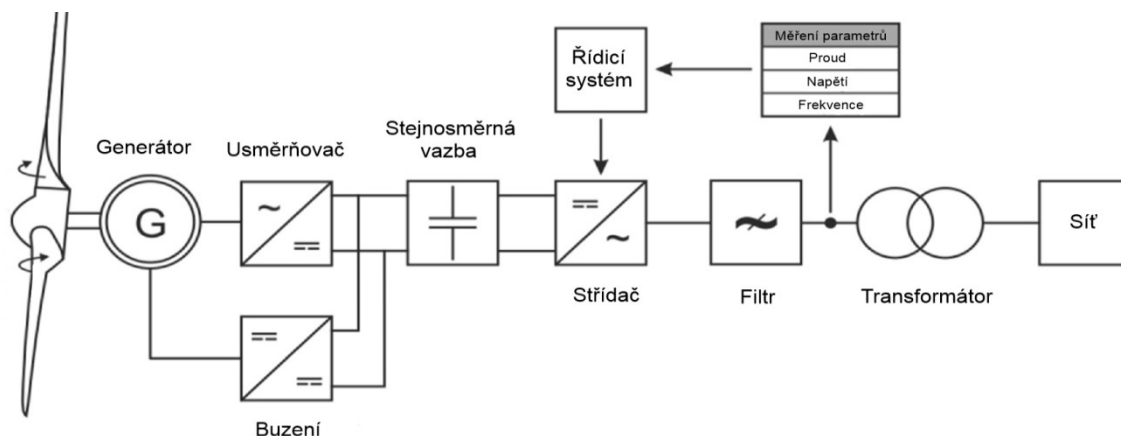 Měření parametrů
Proud
Napětí
Frekvence
Řídicí
systém
Generátor
Usměrňovač
Stejnosměrná
vazba
G
Síť
Střídač
Filtr
Transformátor
Buzení